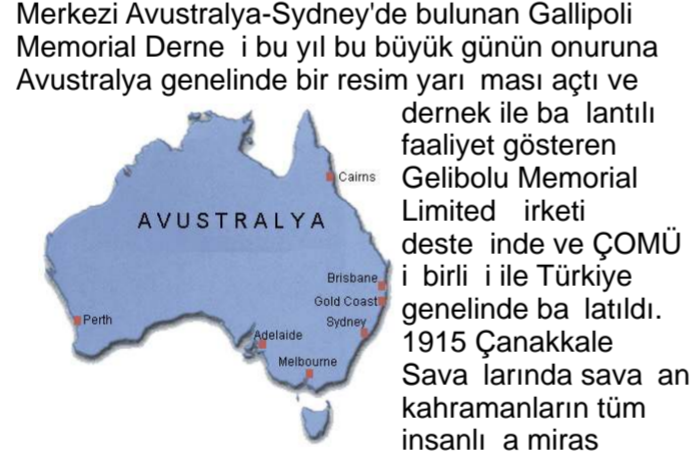 Merkezi Avustralya-Sydney'de bulunan Gallipoli
Memorial Derne i bu yıl bu büyük günün onuruna
Avustralya genelinde bir resim yarı ması açtı ve
dernek ile ba lantılı
faaliyet gösteren
Gelibolu Memorial
Limited irketi
deste inde ve ÇOMÜ
i birli i ile Türkiye
genelinde ba latıldı.
1915 Çanakkale
Sava larında sava an
kahramanların tüm
insanlı a miras
Cairns
AVUSTRALYA
Brisbane
Gold Coast
Perth
Sydney
Adelaide
Melbourne